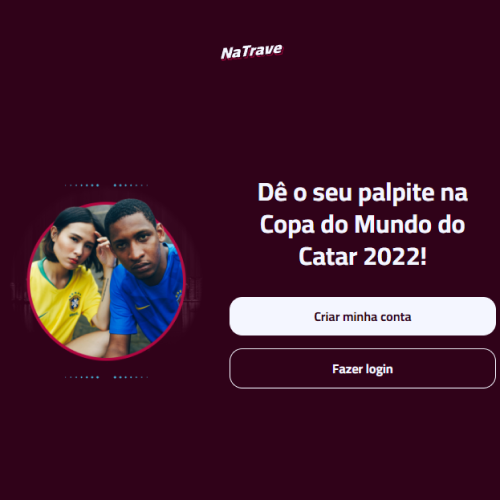 NaTrave
Dê o seu palpite na
Copa do Mundo do
Catar 2022!
Criar minha conta
Fazer login